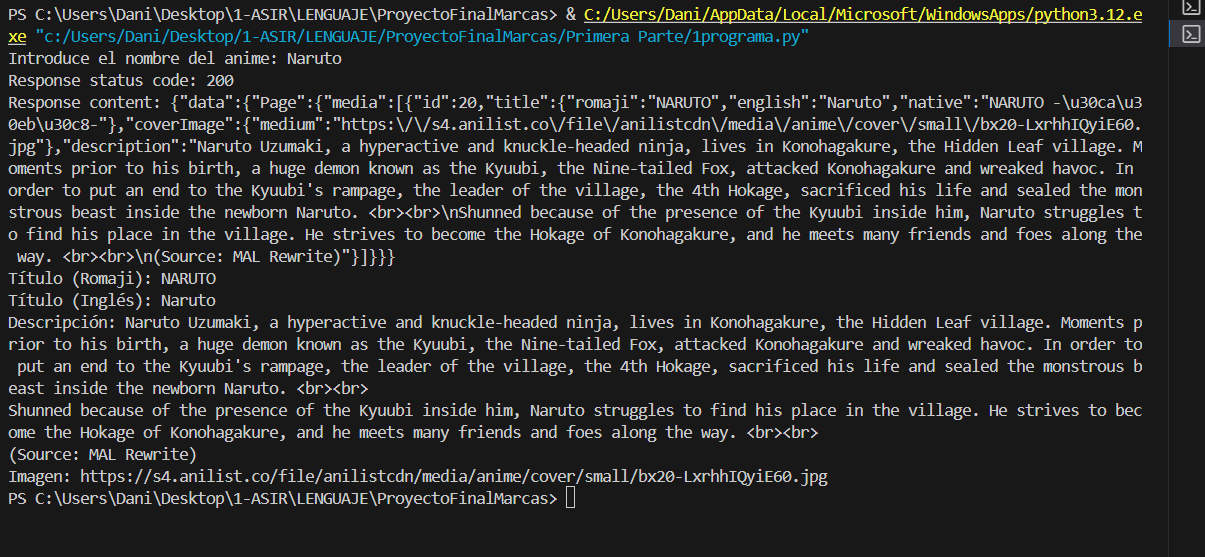 PS C:\Users\Dani\Desktop\1-ASIR\LENGUAJE\ProyectoFinalMarcas> & C:/Users/Dani/AppData/Local/Microsoft/WindowsApps/python3.12.e
xe "c:/Users/Dani/Desktop/1-ASIR/LENGUAJE/ProyectoFinalMarcas/Primera Parte/1programa.py"
Introduce el nombre del anime: Naruto
Response status code: 200
Response content: {"data":{"Page":{"media":[{"id":20,"title":{"romaji":"NARUTO","english":"Naruto","native":"NARUTO -\u30ca\u3
0eb\u30c8-"},"coverImage":{"medium":"https:\/\/s4.anilist.co\/file\/anilistcdn\/media\/anime\/cover\/small\/bx20-LxrhhIQyiE60.
jpg"},"description":"Naruto Uzumaki, a hyperactive and knuckle-headed ninja, lives in Konohagakure, the Hidden Leaf village. M
oments prior to his birth, a huge demon known as the Kyuubi, the Nine-tailed Fox, attacked Konohagakure and wreaked havoc. In
order to put an end to the Kyuubi's rampage, the leader of the village, the 4th Hokage, sacrificed his life and sealed the mon
strous beast inside the newborn Naruto. <br><br>\nShunned because of the presence of the Kyuubi inside him, Naruto struggles t
o find his place in the village. He strives to become the Hokage of Konohagakure, and he meets many friends and foes along the
 way. <br><br>\n(Source: MAL Rewrite)"}]}}}
Título (Romaji): NARUTO
Título (Inglés): Naruto
Descripción: Naruto Uzumaki, a hyperactive and knuckle-headed ninja, lives in Konohagakure, the Hidden Leaf village. Moments p
rior to his birth, a huge demon known as the Kyuubi, the Nine-tailed Fox, attacked Konohagakure and wreaked havoc. In order to
 put an end to the Kyuubi's rampage, the leader of the village, the 4th Hokage, sacrificed his life and sealed the monstrous b
east inside the newborn Naruto. <br><br>
Shunned because of the presence of the Kyuubi inside him, Naruto struggles to find his place in the village. He strives to bec
ome the Hokage of Konohagakure, and he meets many friends and foes along the way. <br><br>
(Source: MAL Rewrite)
Imagen: https://s4.anilist.co/file/anilistcdn/media/anime/cover/small/bx20-LxrhhIQyiE60.jpg
PS C:\Users\Dani\Desktop\1-ASIR\LENGUAJE\ProyectoFinalMarcas>